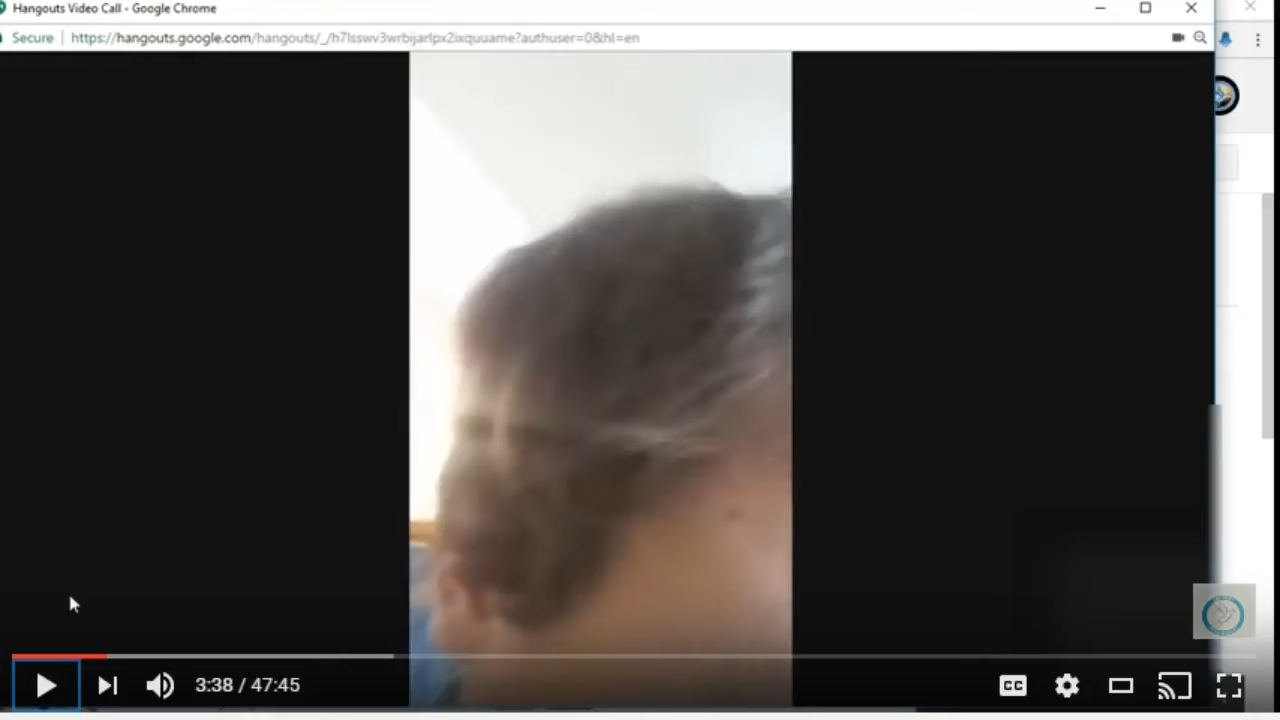 Hangouts Video Call - Google Chrome
Secure | https://hangouts.google.com/hangouts/_/h7lsswv3wrbijarlpx2ixquuame?authuser=0&hl=en
3:38 / 47:45
CC